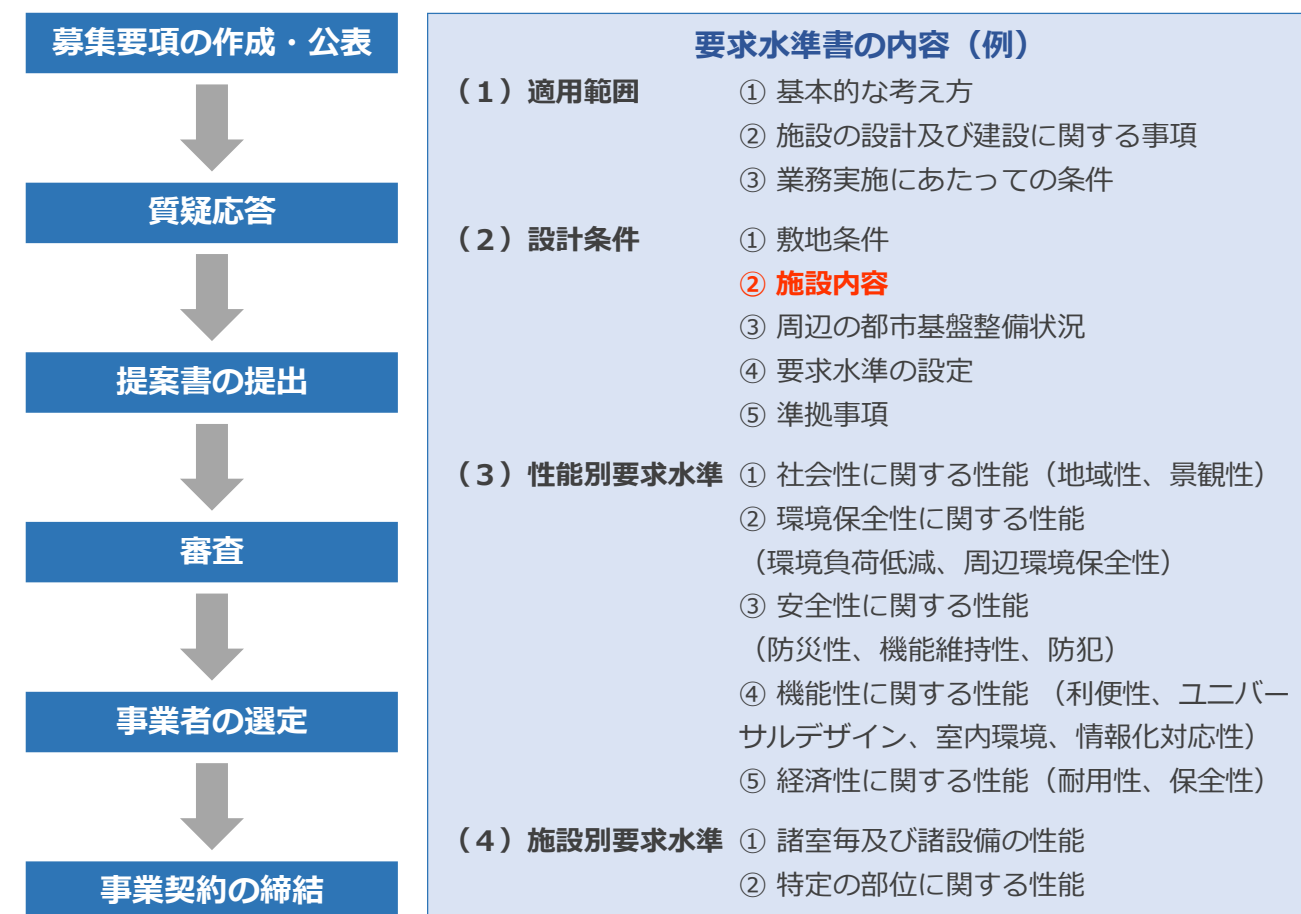 募集要項の作成・公表
質疑応答
提案書の提出
審査
事業者の選定
事業契約の締結
要求水準書の内容（例）
（１）適用範囲 ① 基本的な考え方
② 施設の設計及び建設に関する事項
③ 業務実施にあたっての条件
（２）設計条件 ① 敷地条件
② 施設内容
③ 周辺の都市基盤整備状況
④ 要求水準の設定
⑤ 準拠事項
（３）性能別要求水準 ① 社会性に関する性能（地域性、景観性）
② 環境保全性に関する性能
（環境負荷低減、周辺環境保全性）
③ 安全性に関する性能
（防災性、機能維持性、防犯）
④ 機能性に関する性能 （利便性、ユニバー
サルデザイン、室内環境、情報化対応性）
⑤ 経済性に関する性能（耐用性、保全性）
（４）施設別要求水準 ① 諸室毎及び諸設備の性能
② 特定の部位に関する性能